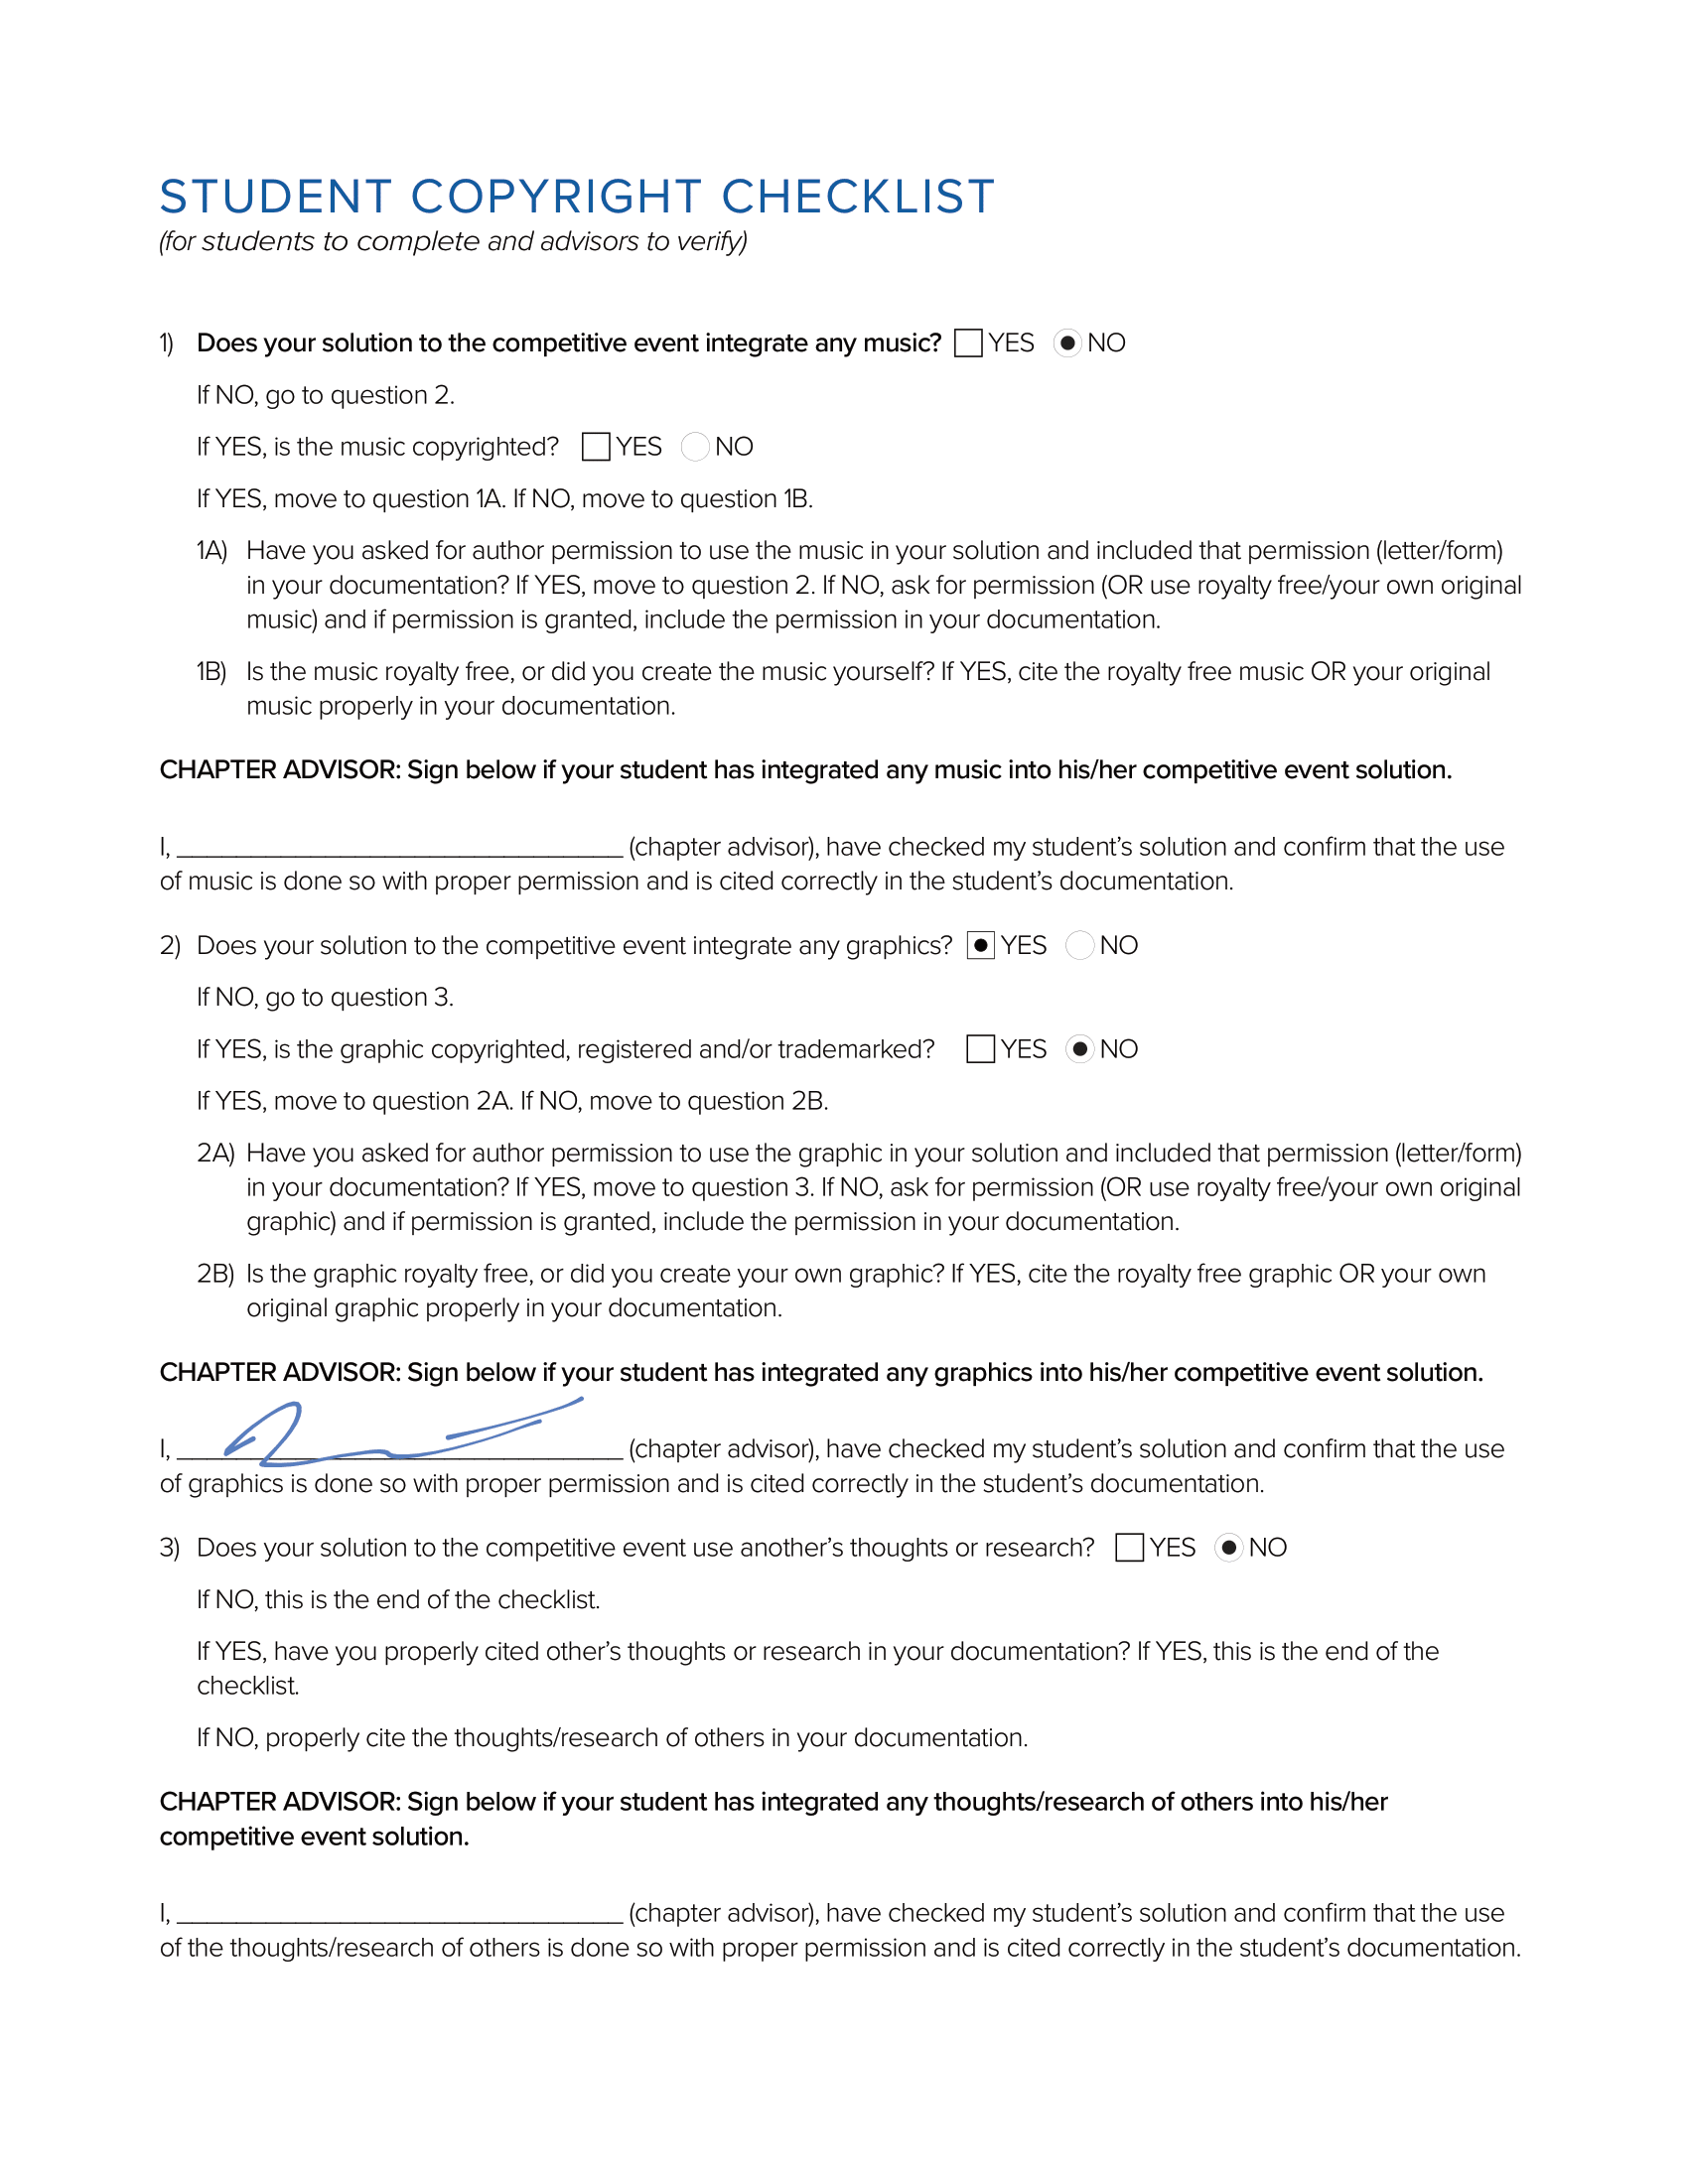 STUDENT COPYRIGHT CHECKLIST
(for students to complete and advisors to verify)
1) Does your solution to the competitive event integrate any music? YES NO
If NO, go to question 2.
If YES, is the music copyrighted? YES NO
If YES, move to question 1A. If NO, move to question 1B.
1A) Have you asked for author permission to use the music in your solution and included that permission (letter/form)
in your documentation? If YES, move to question 2. If NO, ask for permission (OR use royalty free/your own original
music) and if permission is granted, include the permission in your documentation.
1B) Is the music royalty free, or did you create the music yourself? If YES, cite the royalty free music OR your original
music properly in your documentation.
CHAPTER ADVISOR: Sign below if your student has integrated any music into his/her competitive event solution.
I, ______________________________ (chapter advisor), have checked my student’s solution and confirm that the use
of music is done so with proper permission and is cited correctly in the student’s documentation.
2) Does your solution to the competitive event integrate any graphics? YES NO
If NO, go to question 3.
If YES, is the graphic copyrighted, registered and/or trademarked? YES NO
If YES, move to question 2A. If NO, move to question 2B.
2A) Have you asked for author permission to use the graphic in your solution and included that permission (letter/form)
in your documentation? If YES, move to question 3. If NO, ask for permission (OR use royalty free/your own original
graphic) and if permission is granted, include the permission in your documentation.
2B) Is the graphic royalty free, or did you create your own graphic? If YES, cite the royalty free graphic OR your own
original graphic properly in your documentation.
CHAPTER ADVISOR: Sign below if your student has integrated any graphics into his/her competitive event solution.
I, ______________________________ (chapter advisor), have checked my student’s solution and confirm that the use
of graphics is done so with proper permission and is cited correctly in the student’s documentation.
3) Does your solution to the competitive event use another’s thoughts or research? YES NO
If NO, this is the end of the checklist.
If YES, have you properly cited other’s thoughts or research in your documentation? If YES, this is the end of the
checklist.
If NO, properly cite the thoughts/research of others in your documentation.
CHAPTER ADVISOR: Sign below if your student has integrated any thoughts/research of others into his/her
competitive event solution.
I, ______________________________ (chapter advisor), have checked my student’s solution and confirm that the use
of the thoughts/research of others is done so with proper permission and is cited correctly in the student’s documentation.